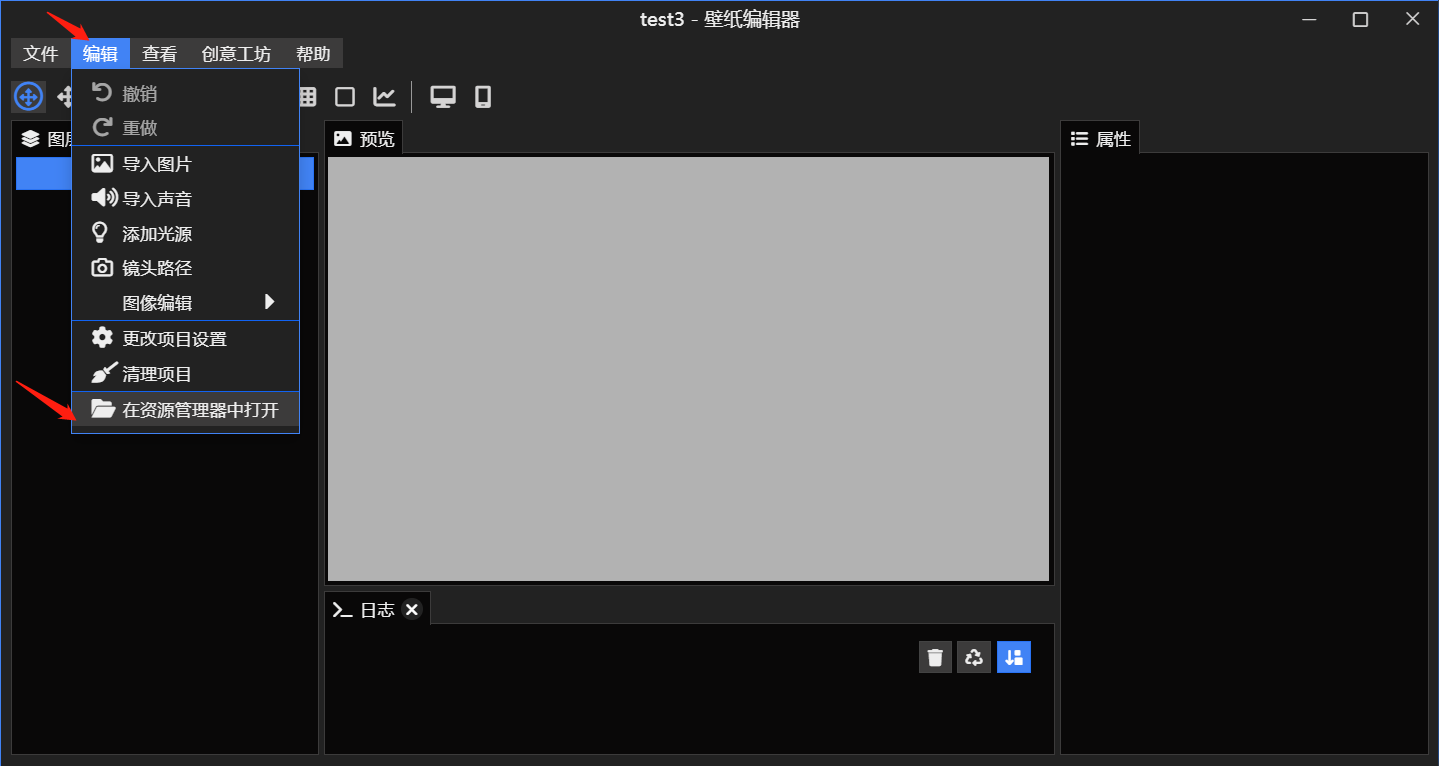 test3 - 壁纸编辑器
文件 编辑 查看 创意工坊 帮助
撤销
重做
导入图片
导入声音
添加光源
镜头路径
图像编辑
更改项目设置
清理项目
在资源管理器中打开
图层
预览
日志
属性